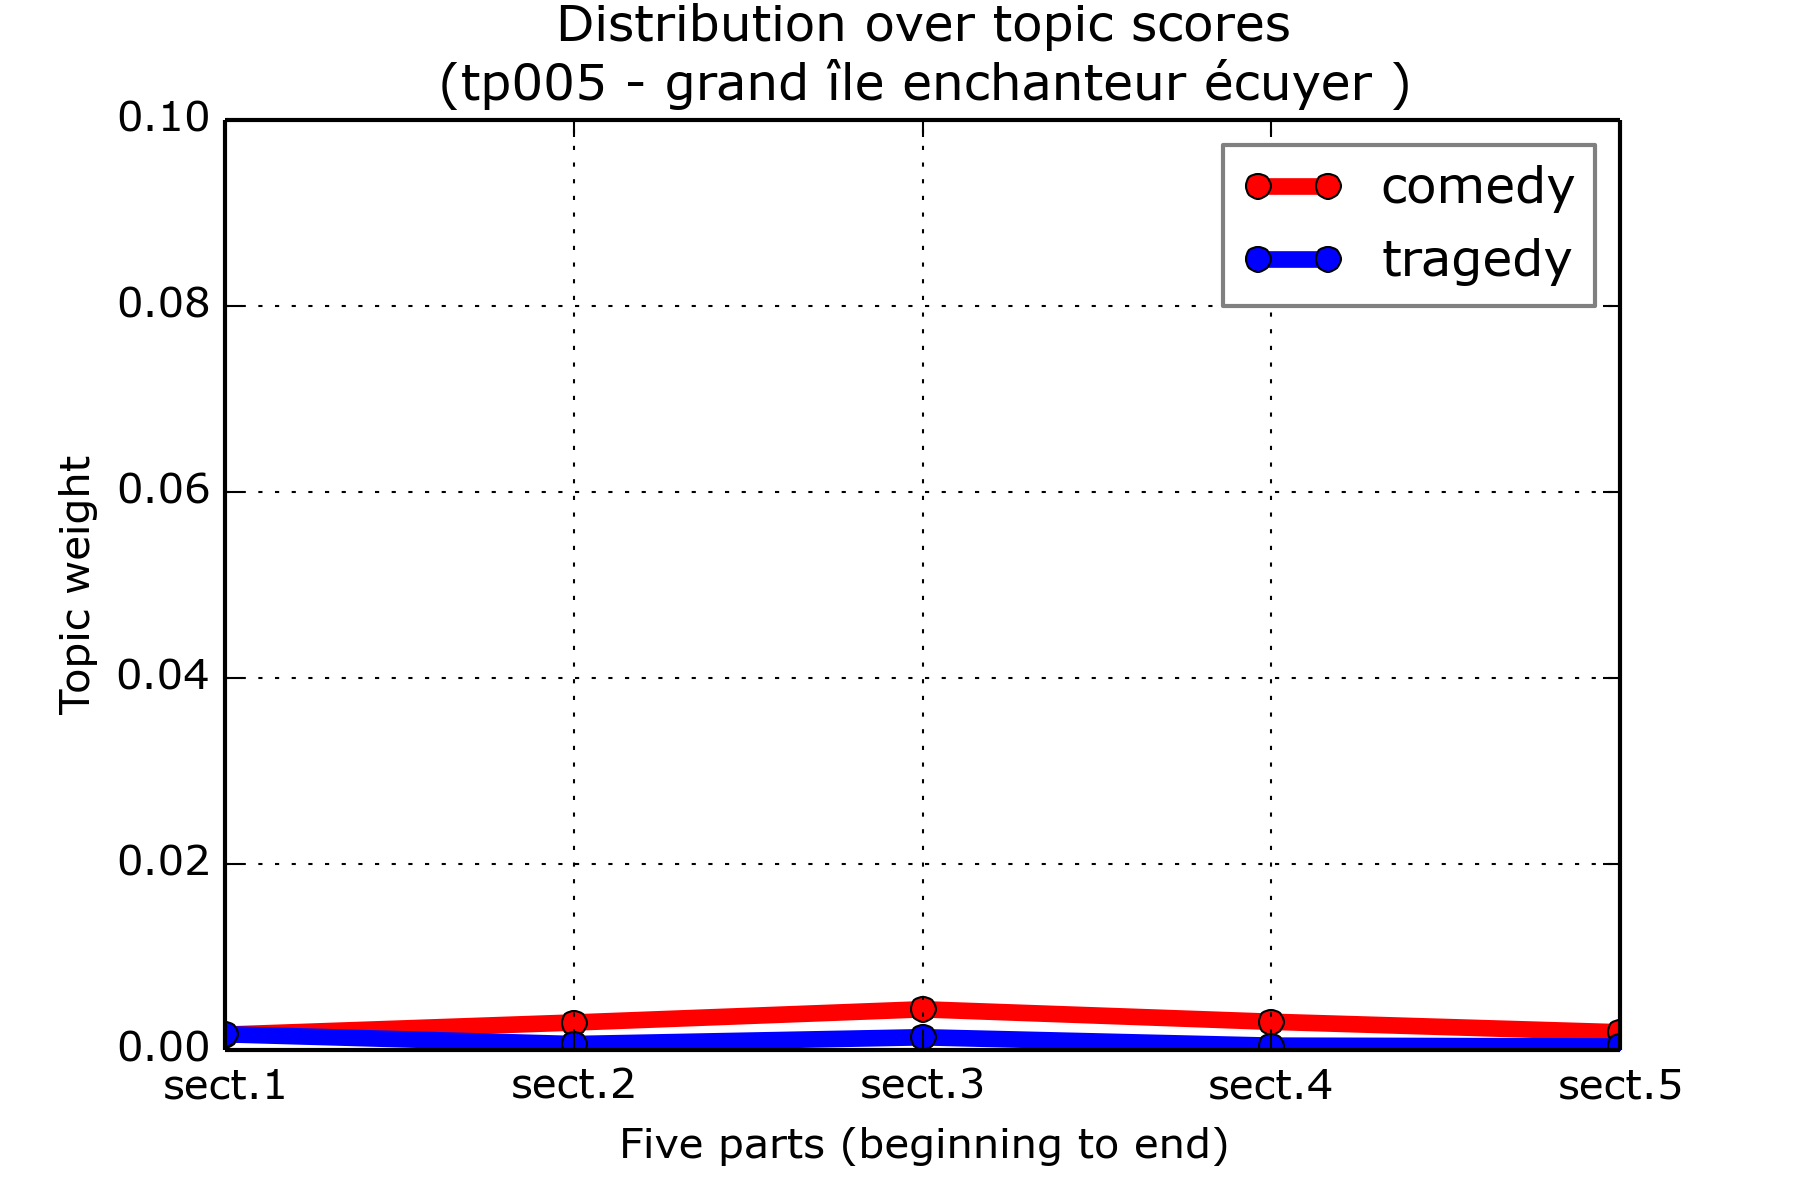 Distribution over topic scores
(tp005 - grand île enchanteur écuyer )
0.10
0.08
0.06
0.04
0.02
0.00
Topic weight
comedy
tragedy
sect.1 sect.2 sect.3 sect.4 sect.5
Five parts (beginning to end)